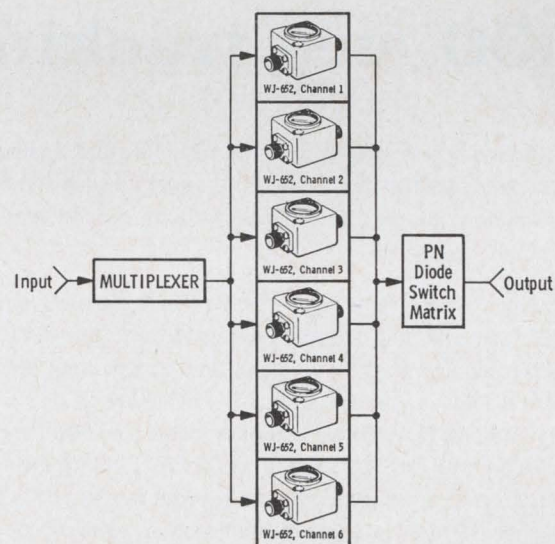 WJ-652, Channel 1
WJ-652, Channel 2
WJ-652, Channel 3
WJ-652, Channel 4
WJ-652, Channel 5
WJ-652, Channel 6
Input
MULTIPLEXER
PN
Diode
Switch
Matrix
Output